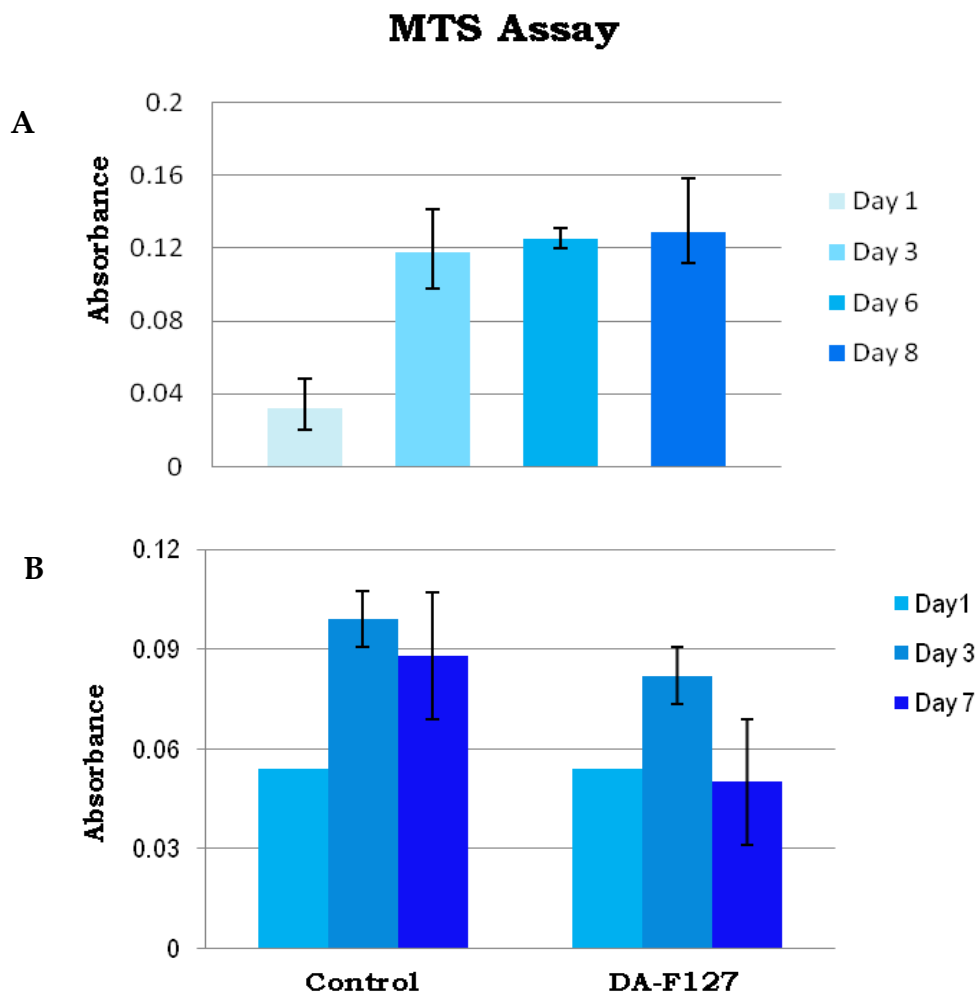 MTS Assay
A
Absorbance
0.2
0.16
0.12
0.08
0.04
0
Day 1
Day 3
Day 6
Day 8
B
Absorbance
0.12
0.09
0.06
0.03
0
Control
DA-F127
Day1
Day 3
Day 7